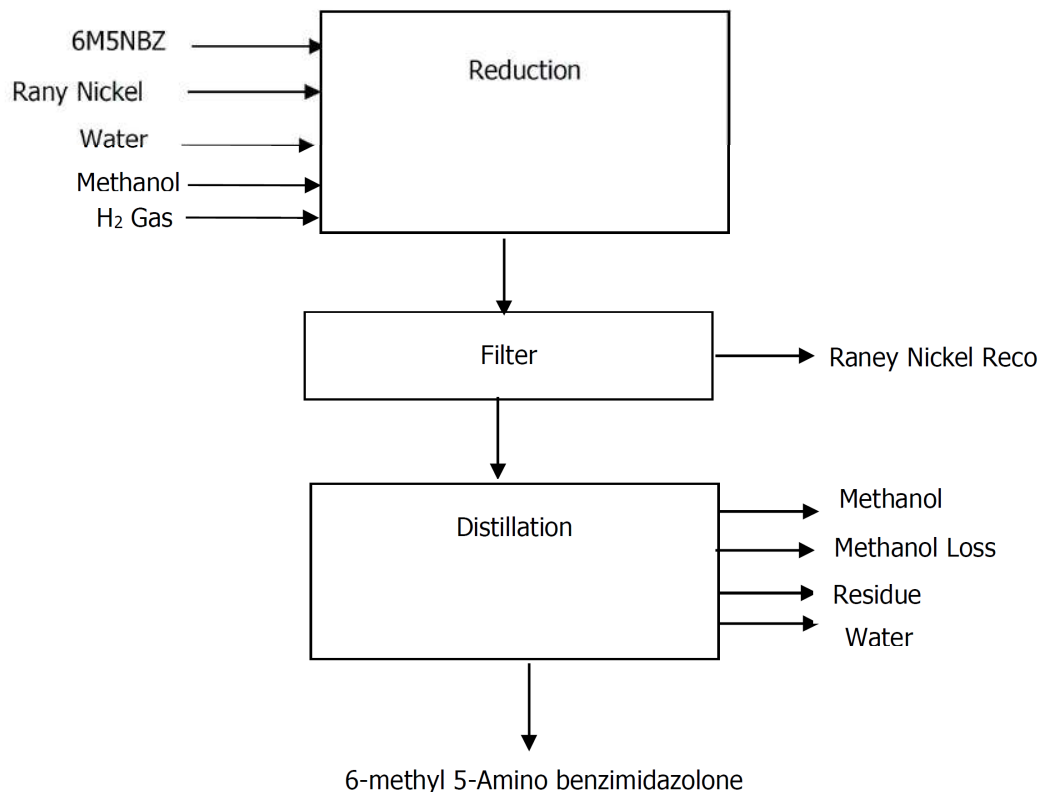 6M5NBZ
Reduction
Rany Nickel
Water
Methanol
H₂ Gas
Filter
Raney Nickel Reco
Distillation
Methanol
Methanol Loss
Residue
Water
6-methyl 5-Amino benzimidazolone